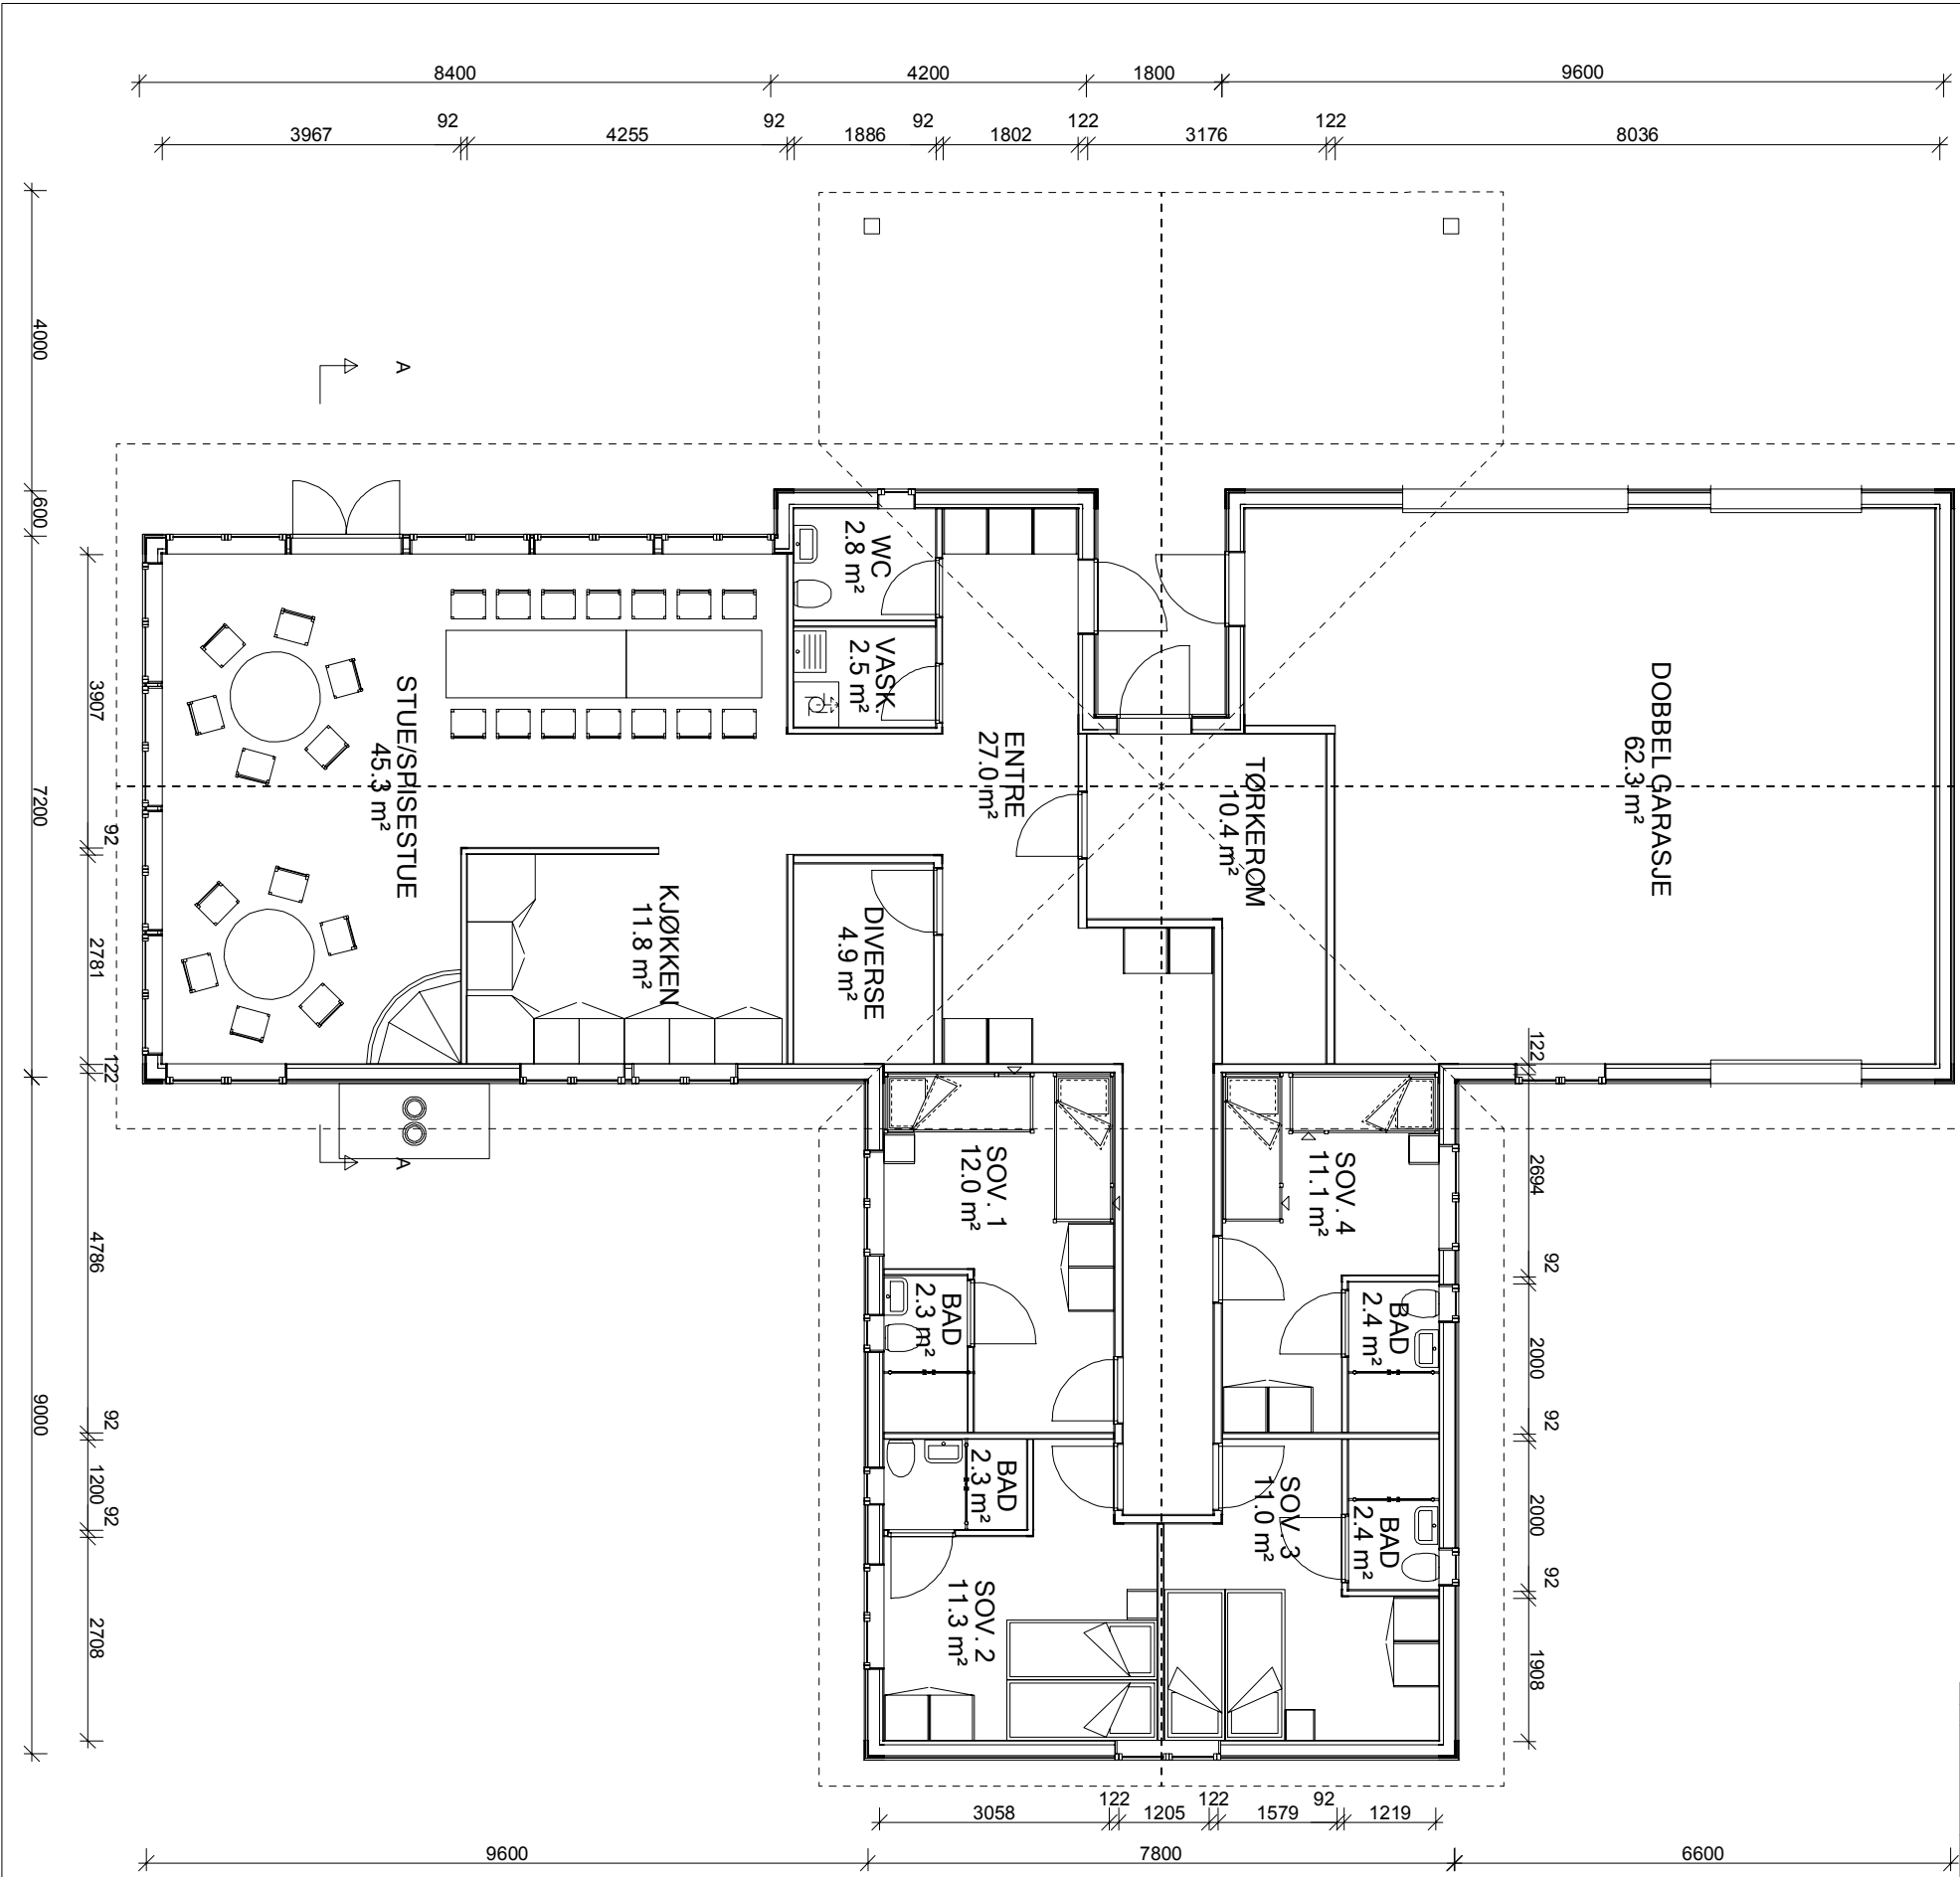 8400
4200
1800
9600
3967
92
4255
92
1886
92
1802
122
3176
122
8036
4000
600
7200
9000
3907
92
2781
122
4786
92
1200
92
2708
A
A
WC
2.8 m²
VASK.
2.5 m²
ENTRE
27.0 m²
TØRKEROM
10.4 m²
DOBBEL GARASJE
62.3 m²
STUE/SPISESTUE
45.3 m²
KJØKKEN
11.8 m²
DIVERSE
4.9 m²
SOV. 1
12.0 m²
SOV. 4
11.1 m²
BAD
2.3 m²
BAD
2.4 m²
BAD
2.3 m²
BAD
2.4 m²
SOV. 2
11.3 m²
SOV. 3
11.0 m²
122
2694
92
2000
92
2000
92
1908
3058
122
1205
122
1579
92
1219
9600
7800
6600